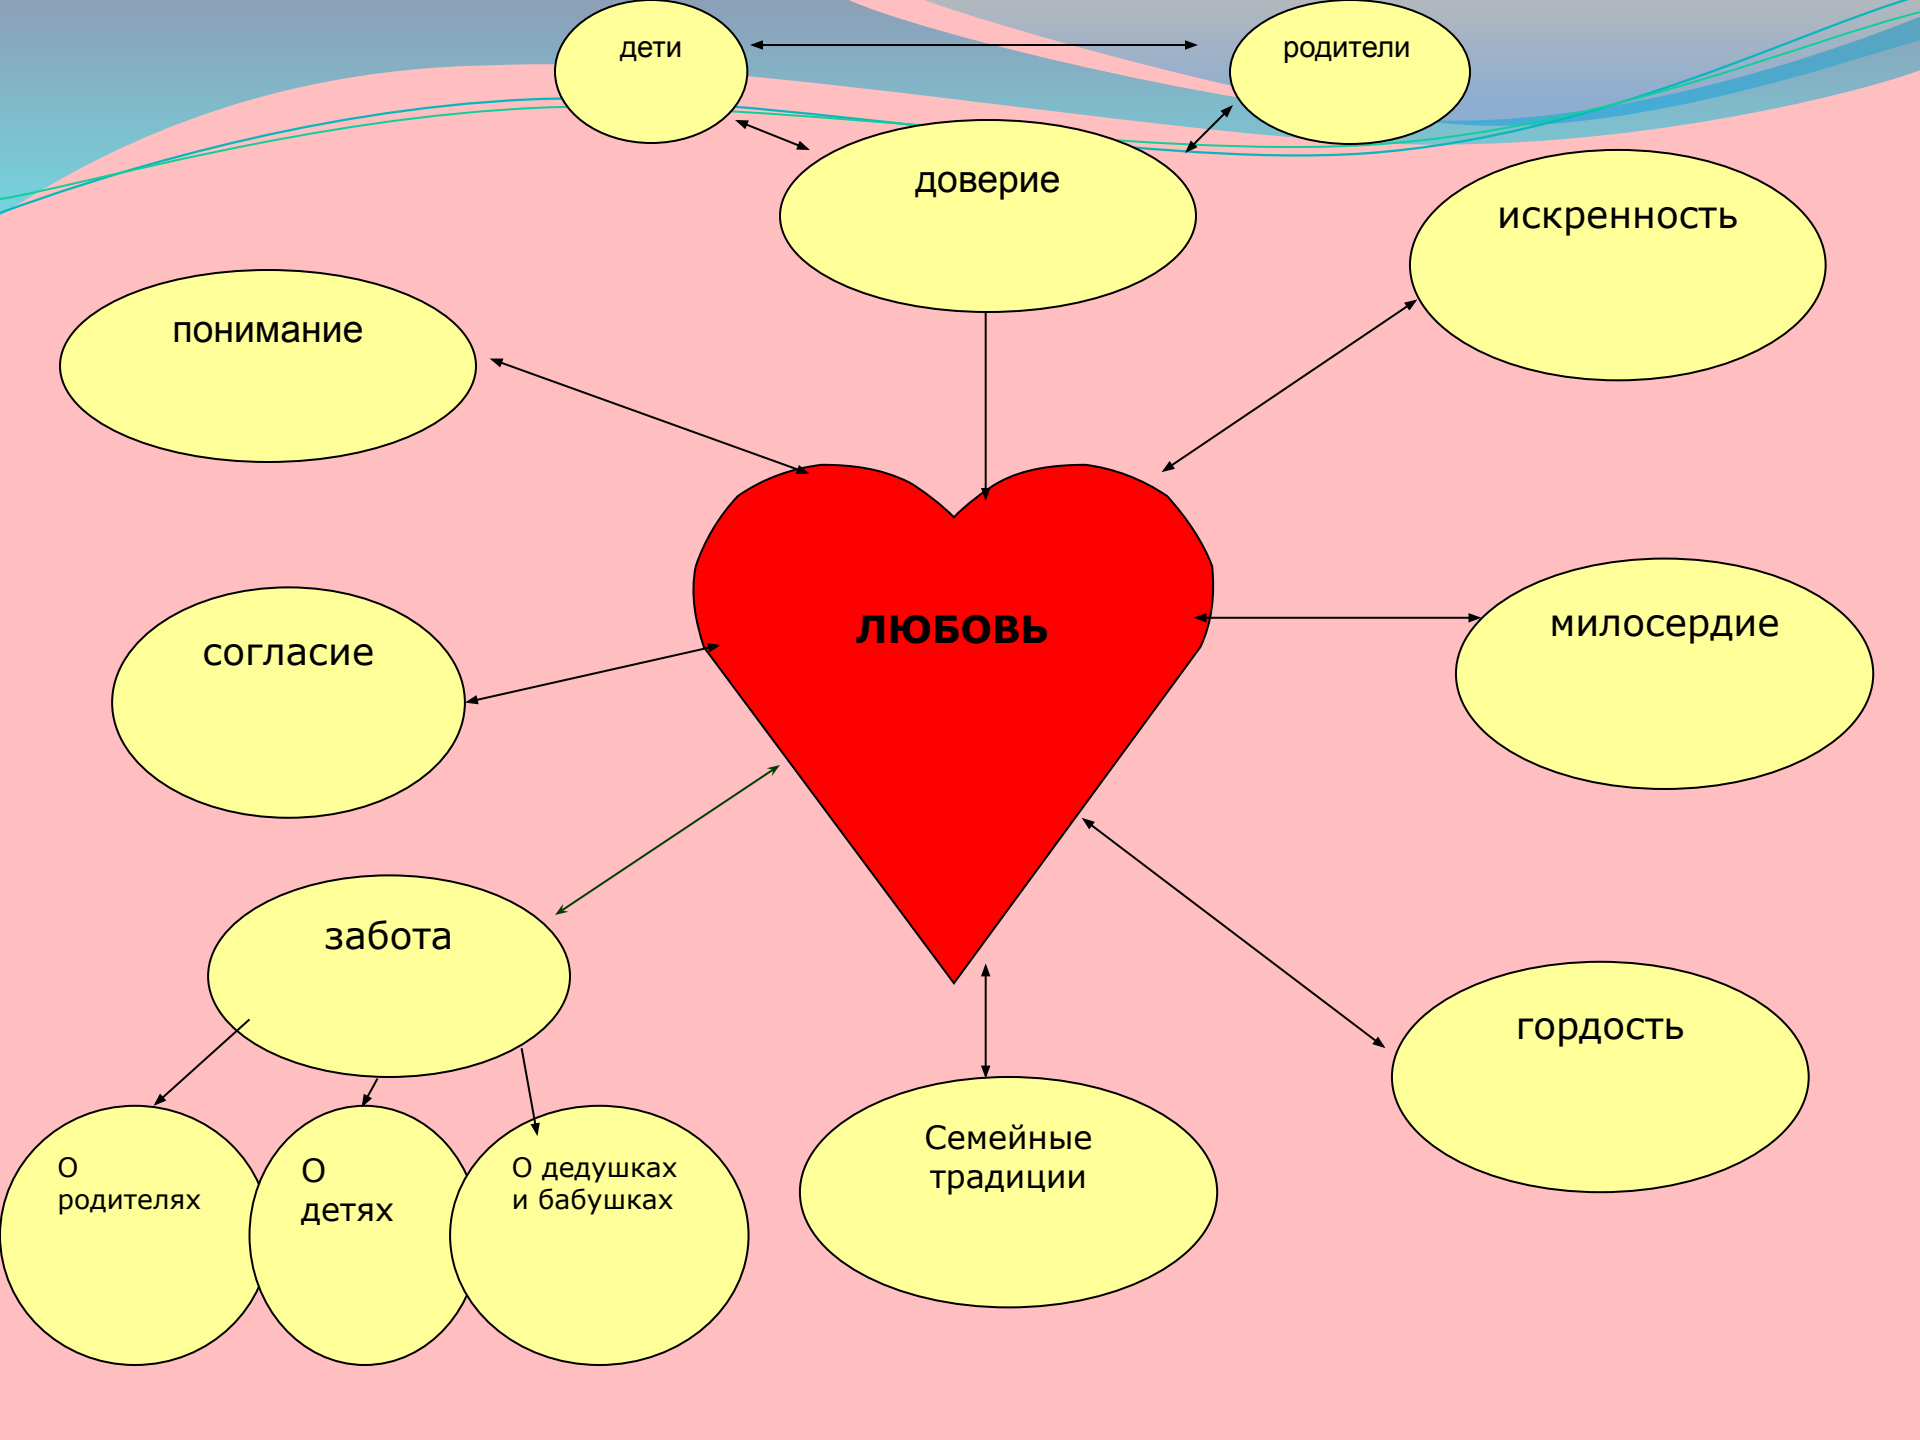 дети
родители
доверие
искренность
понимание
ЛЮБОВЬ
милосердие
согласие
забота
гордость
Семейные
традиции
О
родителях
О
детях
О дедушках
и бабушках